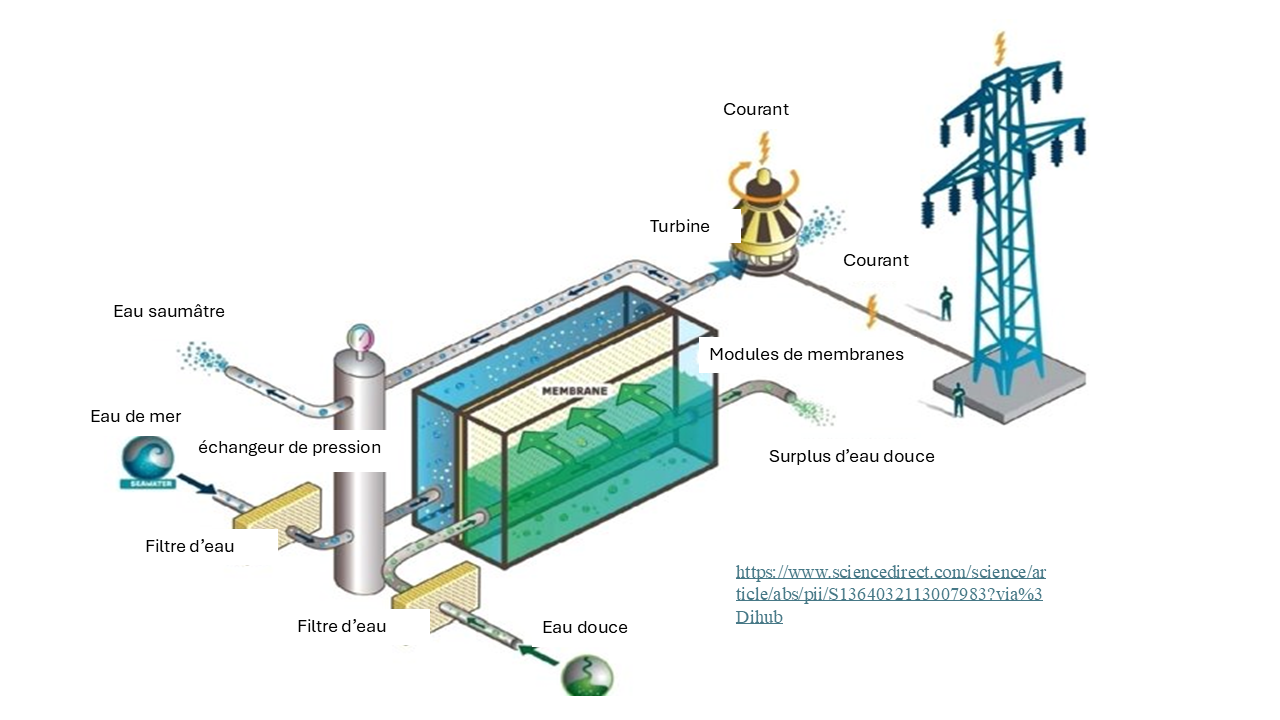 Courant
Turbine
Courant
Eau saumâtre
Modules de membranes
MEMBRANE
Eau de mer
échangeur de pression
Surplus d’eau douce
SEAWATER
Filtre d’eau
https://www.sciencedirect.com/science/ar
ticle/abs/pii/S1364032113007983?via%3
Dihub
Filtre d’eau
Eau douce